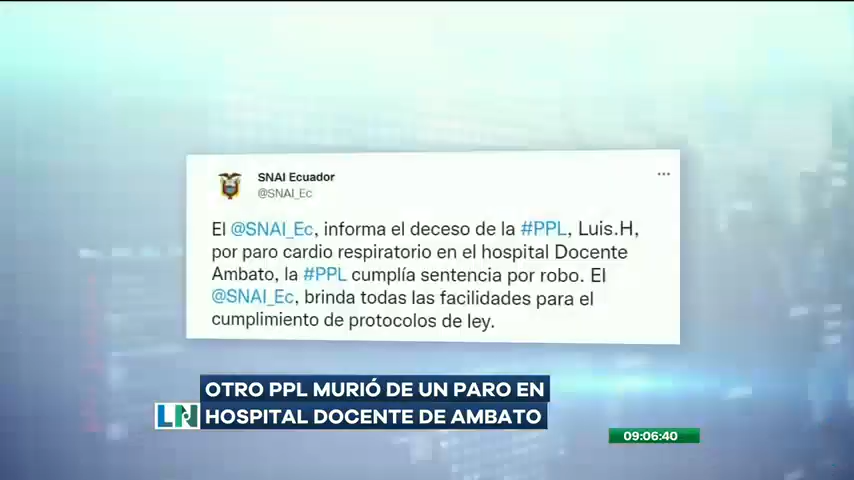 SNAI Ecuador
@SNAI_Ec
El @SNAI_Ec, informa el deceso de la #PPL, Luis.H,
por paro cardio respiratorio en el hospital Docente
Ambato, la #PPL cumplía sentencia por robo. El
@SNAI_Ec, brinda todas las facilidades para el
cumplimiento de protocolos de ley.
OTRO PPL MURIÓ DE UN PARO EN
LN HOSPITAL DOCENTE DE AMBATO
09:06:40